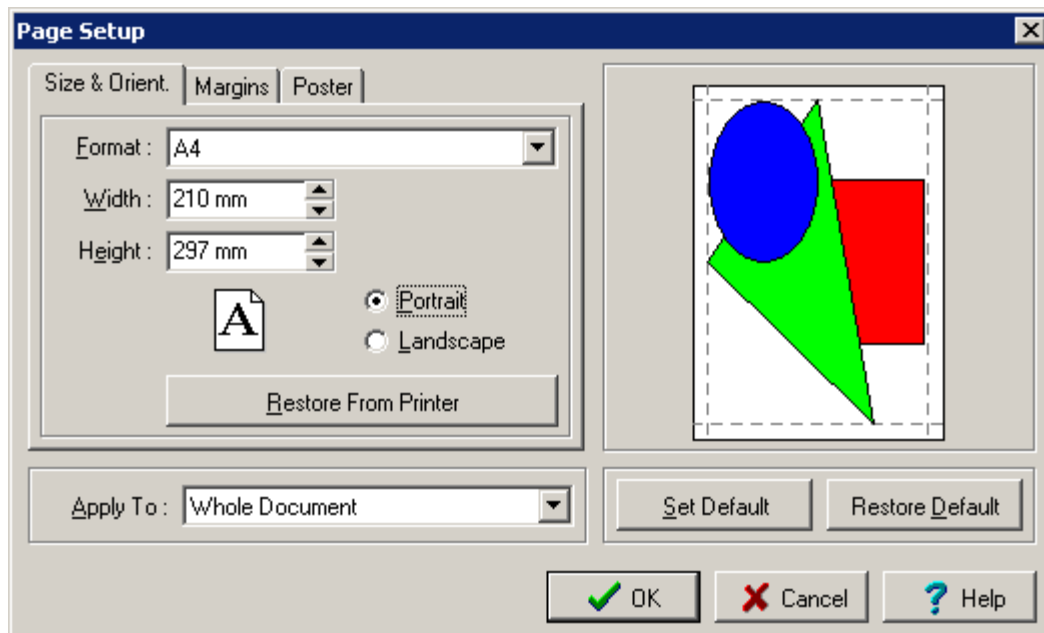 Page Setup
Size & Orient. Margins Poster
Format : A4
Width : 210 mm
Height : 297 mm
A
Portrait
Landscape
Restore From Printer
Apply To : Whole Document
Set Default Restore Default
OK Cancel ? Help